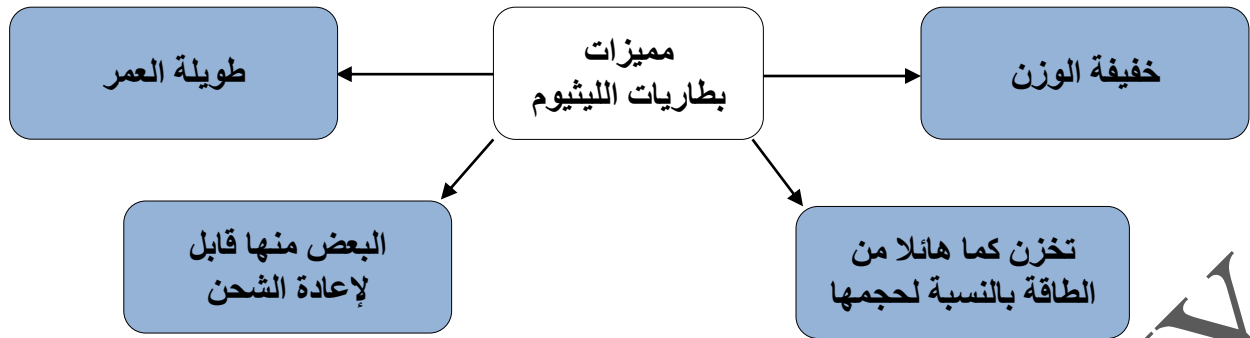 مميزات
بطاريات الليثيوم
خفيفة الوزن
طويلة العمر
تخزن كما هائلا من
الطاقة بالنسبة لحجمها
البعض منها قابل
لإعادة الشحن